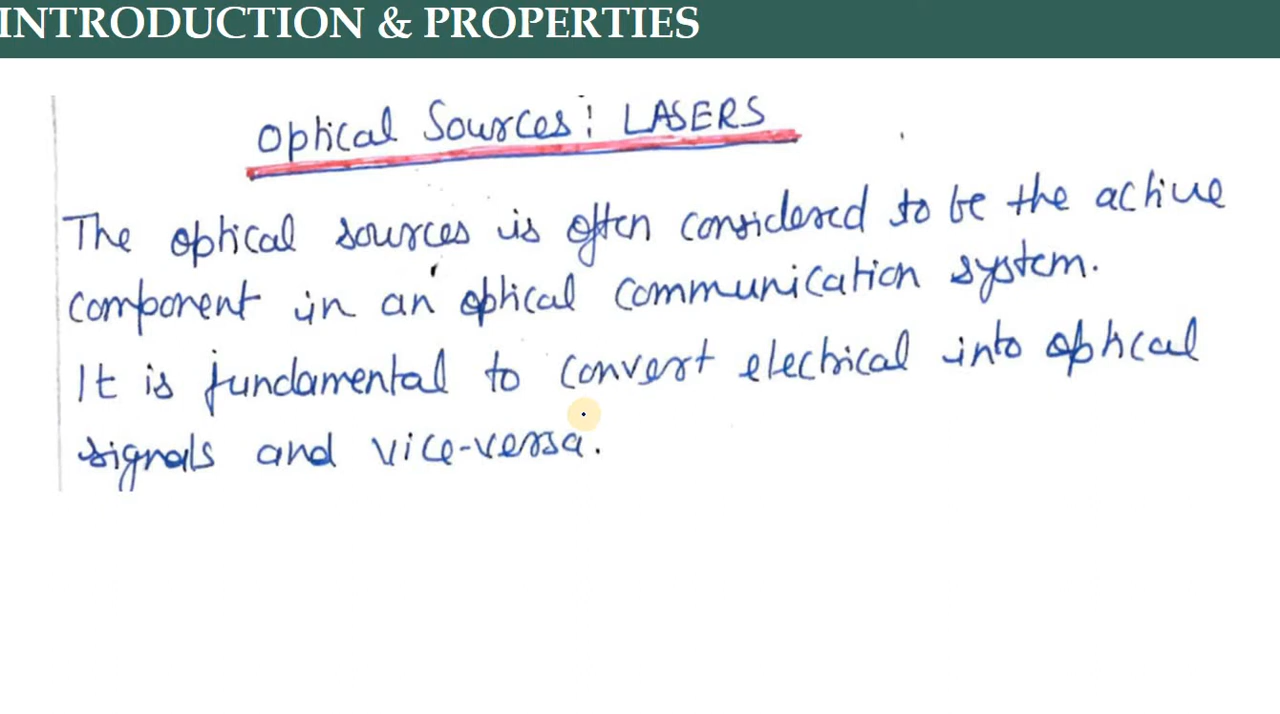 INTRODUCTION & PROPERTIES
Optical Sources: LASERS
The optical sources is often considered to be the active
component in an optical communication system.
It is fundamental to convert electrical into optical
signals and vice-versa.